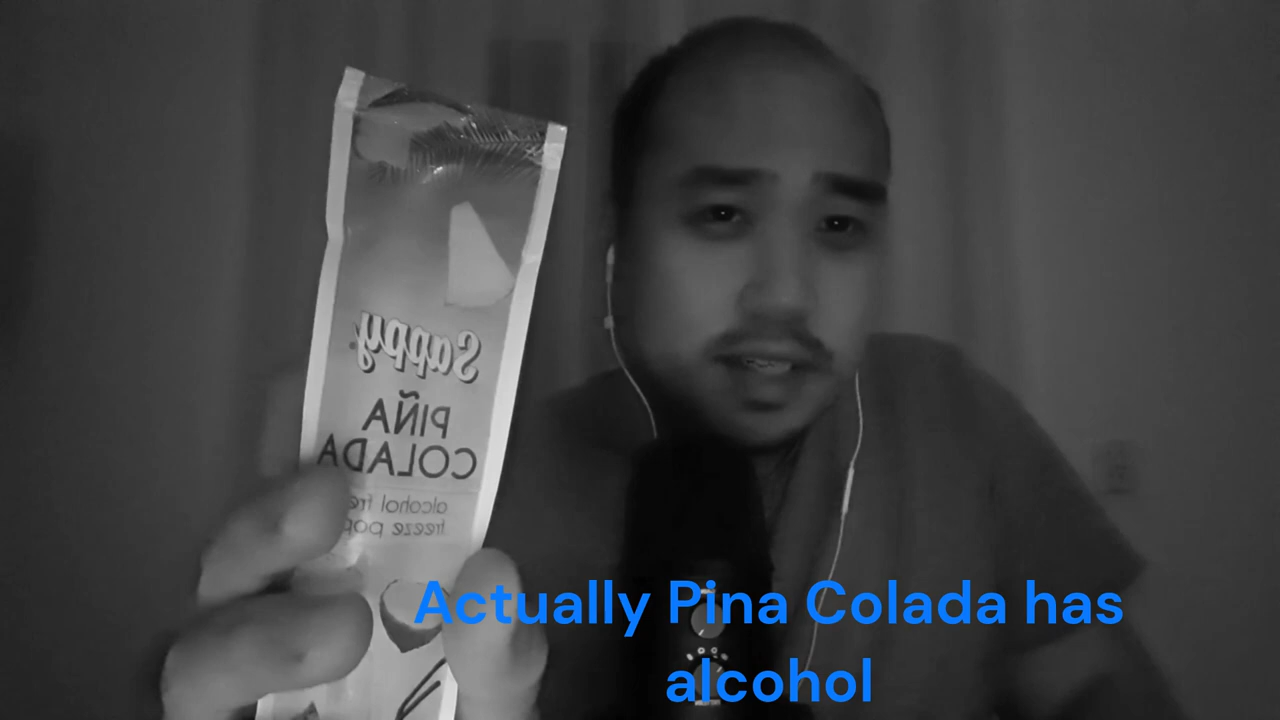 Sappy
PIÑA
COLADA
alcohol fre
freeze pop
Actually Pina Colada has
alcohol